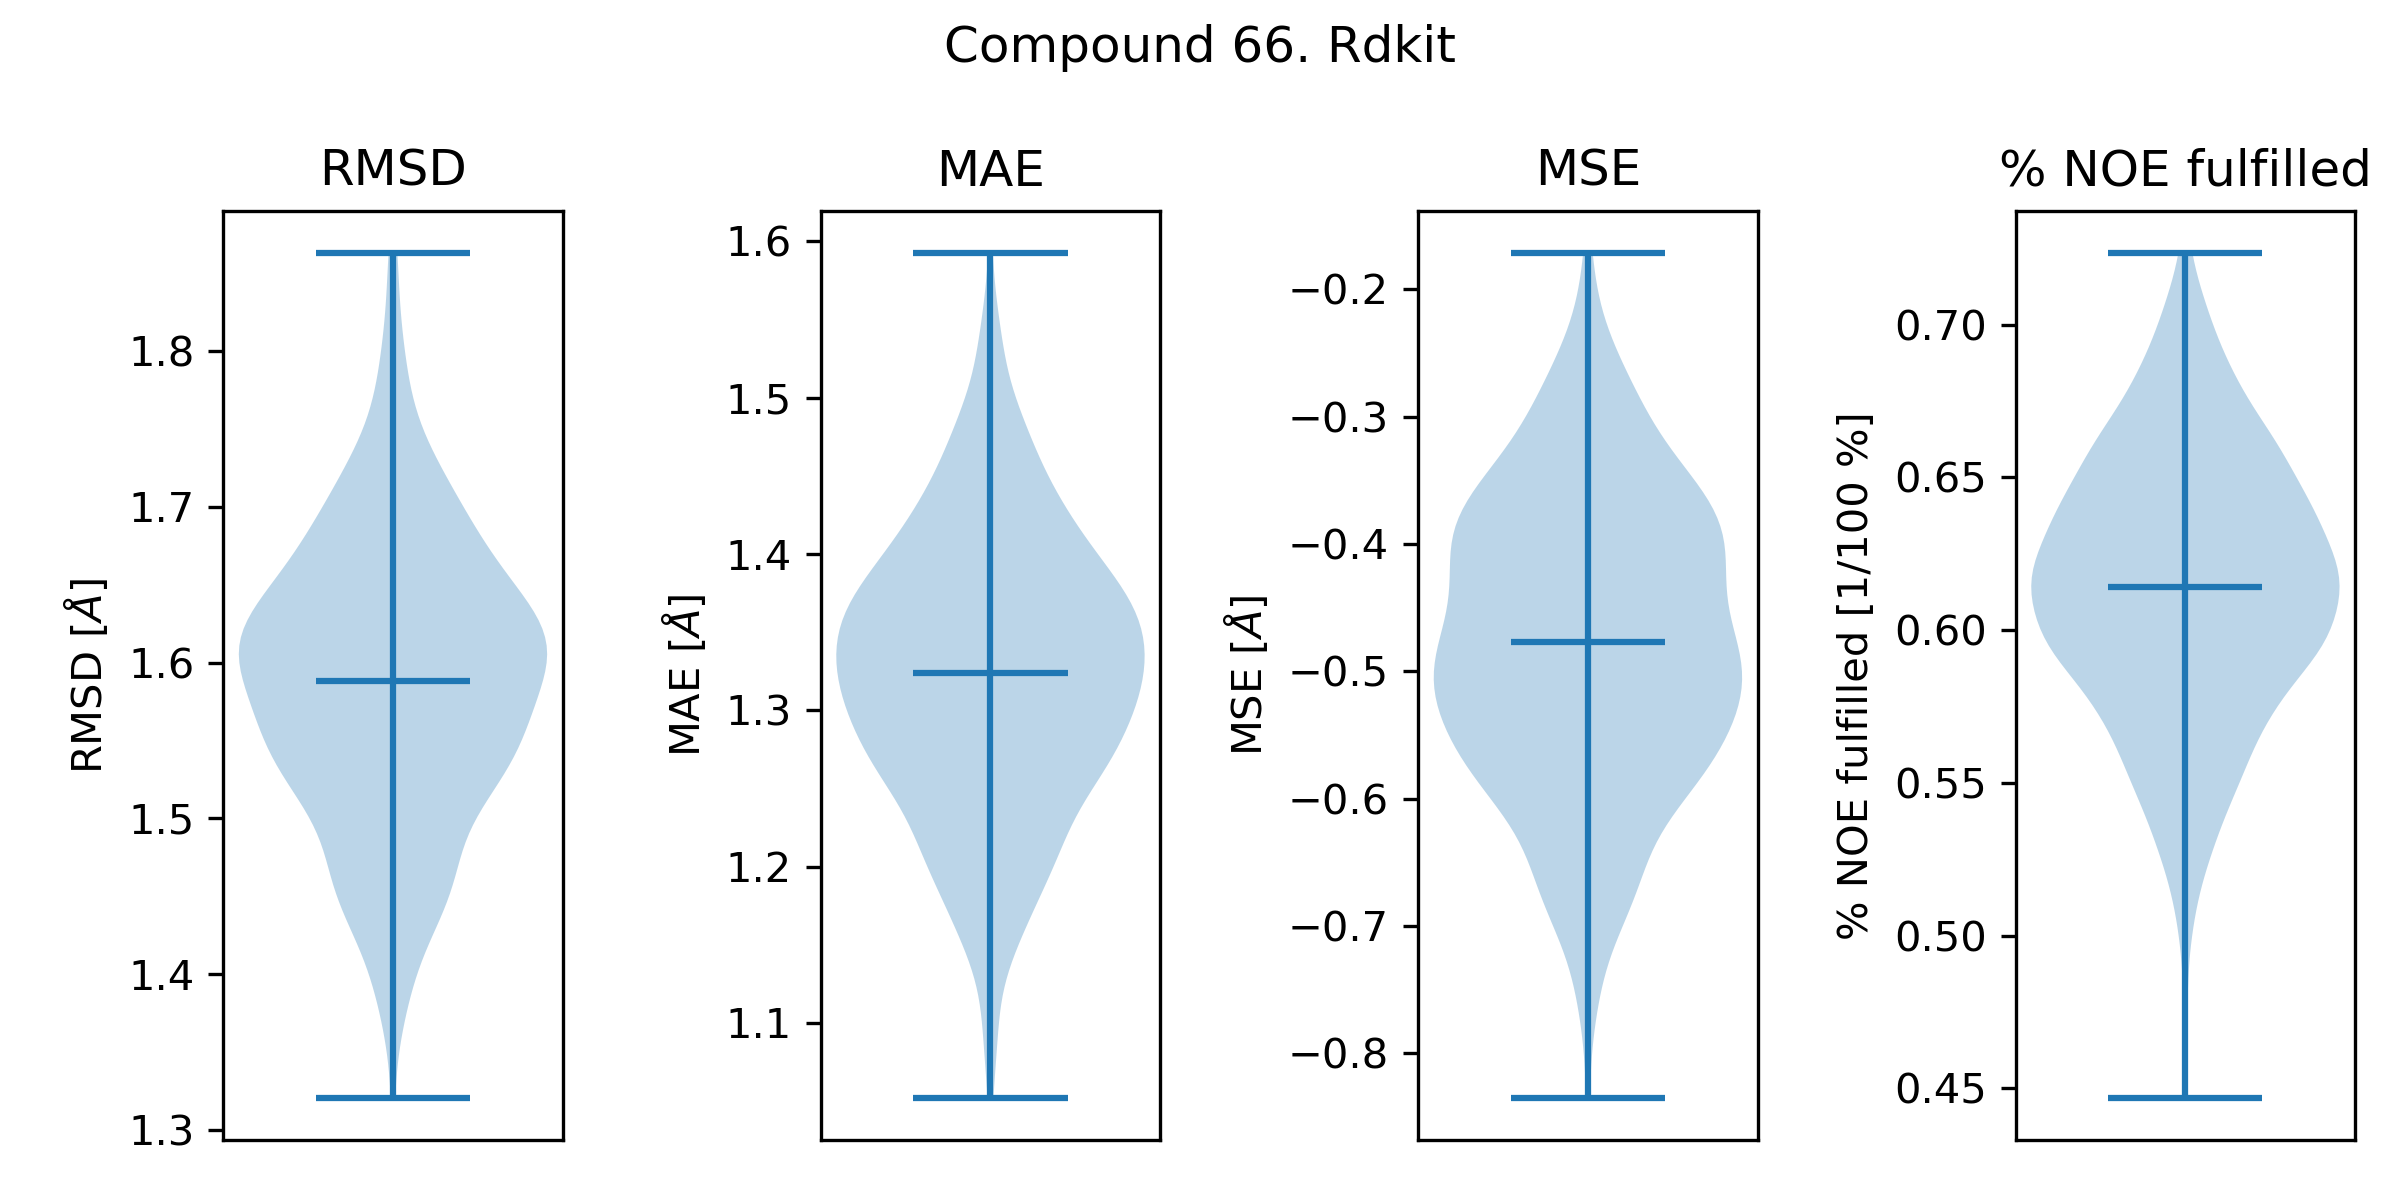 Compound 66. Rdkit
RMSD
RMSD [Å]
1.8
1.7
1.6
1.5
1.4
1.3
MAE
MAE [Å]
1.6
1.5
1.4
1.3
1.2
1.1
MSE
MSE [Å]
−0.2
−0.3
−0.4
−0.5
−0.6
−0.7
−0.8
% NOE fulfilled
% NOE fulfilled [1/100 %]
0.70
0.65
0.60
0.55
0.50
0.45